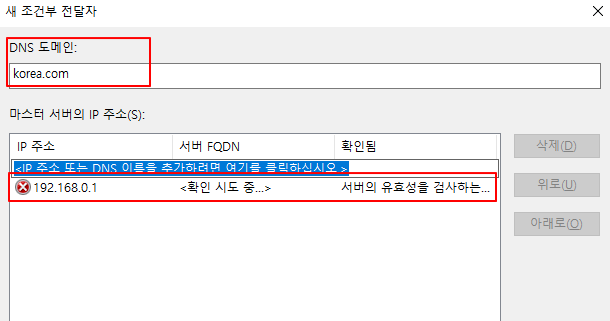 새 조건부 전달자
DNS 도메인:
korea.com
마스터 서버의 IP 주소(S):
IP 주소 서버 FQDN 확인됨
<IP 주소 또는 DNS 이름을 추가하려면 여기를 클릭하십시오.>
192.168.0.1 <확인 시도 중...> 서버의 유효성을 검사하는...
삭제(D)
위로(U)
아래로(O)